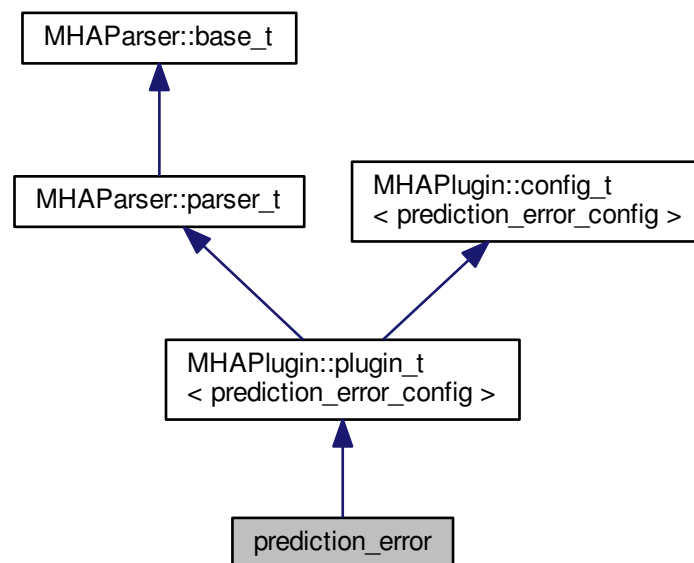 MHAParser::base_t
MHAParser::parser_t
MHAPlugin::config_t
< prediction_error_config >
MHAPlugin::plugin_t
< prediction_error_config >
prediction_error